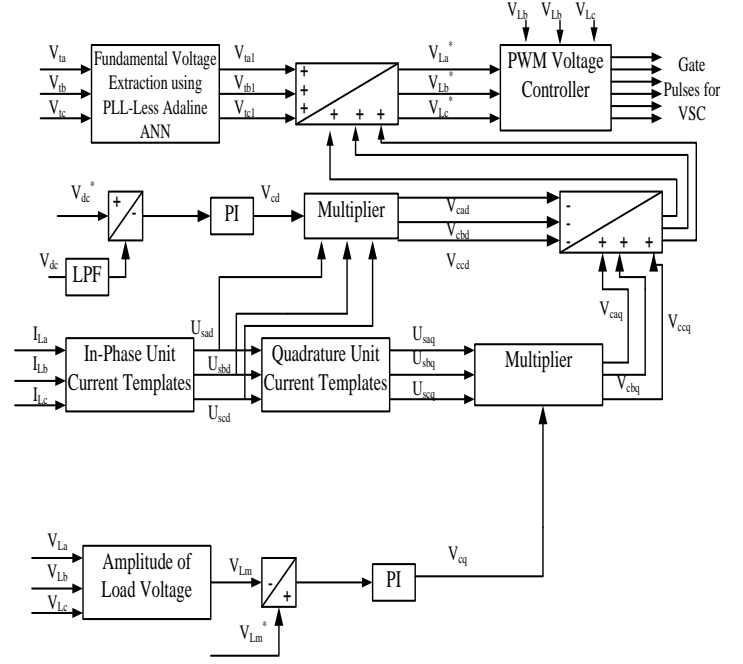 V_Lb V_Lb V_Lc
V_ta
V_tb
V_tc
Fundamental Voltage
Extraction using
PLL-Less Adaline
ANN
V_ta1
V_tb1
V_tc1
+
+
+
+ + +
V_La*
V_Lb*
V_Lc*
PWM Voltage
Controller
Gate
Pulses for
VSC
V_dc*
+
-
V_dc
LPF
PI
V_cd
Multiplier
V_cad
V_cbd
V_ccd
-
-
-
+ + +
V_caq
V_cbq
V_ccq
I_La
I_Lb
I_Lc
In-Phase Unit
Current Templates
U_sad
U_sbd
U_scd
Quadrature Unit
Current Templates
U_saq
U_sbq
U_scq
Multiplier
V_La
V_Lb
V_Lc
Amplitude of
Load Voltage
V_Lm
-
+
V_Lm*
PI
V_cq